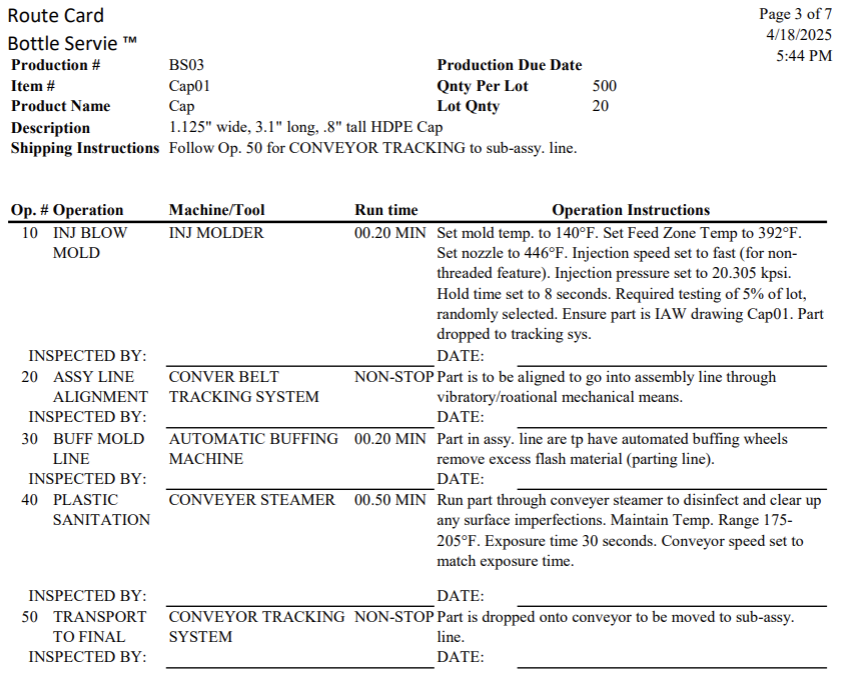 Route Card
Page 3 of 7
Bottle Servie ™
4/18/2025
5:44 PM
Production # BS03 Production Due Date
Item # Cap01 Qnty Per Lot 500
Product Name Cap Lot Qnty 20
Description 1.125" wide, 3.1" long, .8" tall HDPE Cap
Shipping Instructions Follow Op. 50 for CONVEYOR TRACKING to sub-assy. line.
Op. # Operation Machine/Tool Run time Operation Instructions
10 INJ BLOW INJ MOLDER 00.20 MIN Set mold temp. to 140°F. Set Feed Zone Temp to 392°F.
MOLD Set nozzle to 446°F. Injection speed set to fast (for non-
threaded feature). Injection pressure set to 20.305 kpsi.
Hold time set to 8 seconds. Required testing of 5% of lot,
randomly selected. Ensure part is IAW drawing Cap01. Part
dropped to tracking sys.
INSPECTED BY: DATE:
20 ASSY LINE CONVER BELT NON-STOP Part is to be aligned to go into assembly line through
ALIGNMENT TRACKING SYSTEM vibratory/roational mechanical means.
INSPECTED BY: DATE:
30 BUFF MOLD AUTOMATIC BUFFING 00.20 MIN Part in assy. line are tp have automated buffing wheels
LINE MACHINE remove excess flash material (parting line).
INSPECTED BY: DATE:
40 PLASTIC CONVEYER STEAMER 00.50 MIN Run part through conveyer steamer to disinfect and clear up
SANITATION any surface imperfections. Maintain Temp. Range 175-
205°F. Exposure time 30 seconds. Conveyor speed set to
match exposure time.
INSPECTED BY: DATE:
50 TRANSPORT CONVEYOR TRACKING NON-STOP Part is dropped onto conveyor to be moved to sub-assy.
TO FINAL SYSTEM line.
INSPECTED BY: DATE: